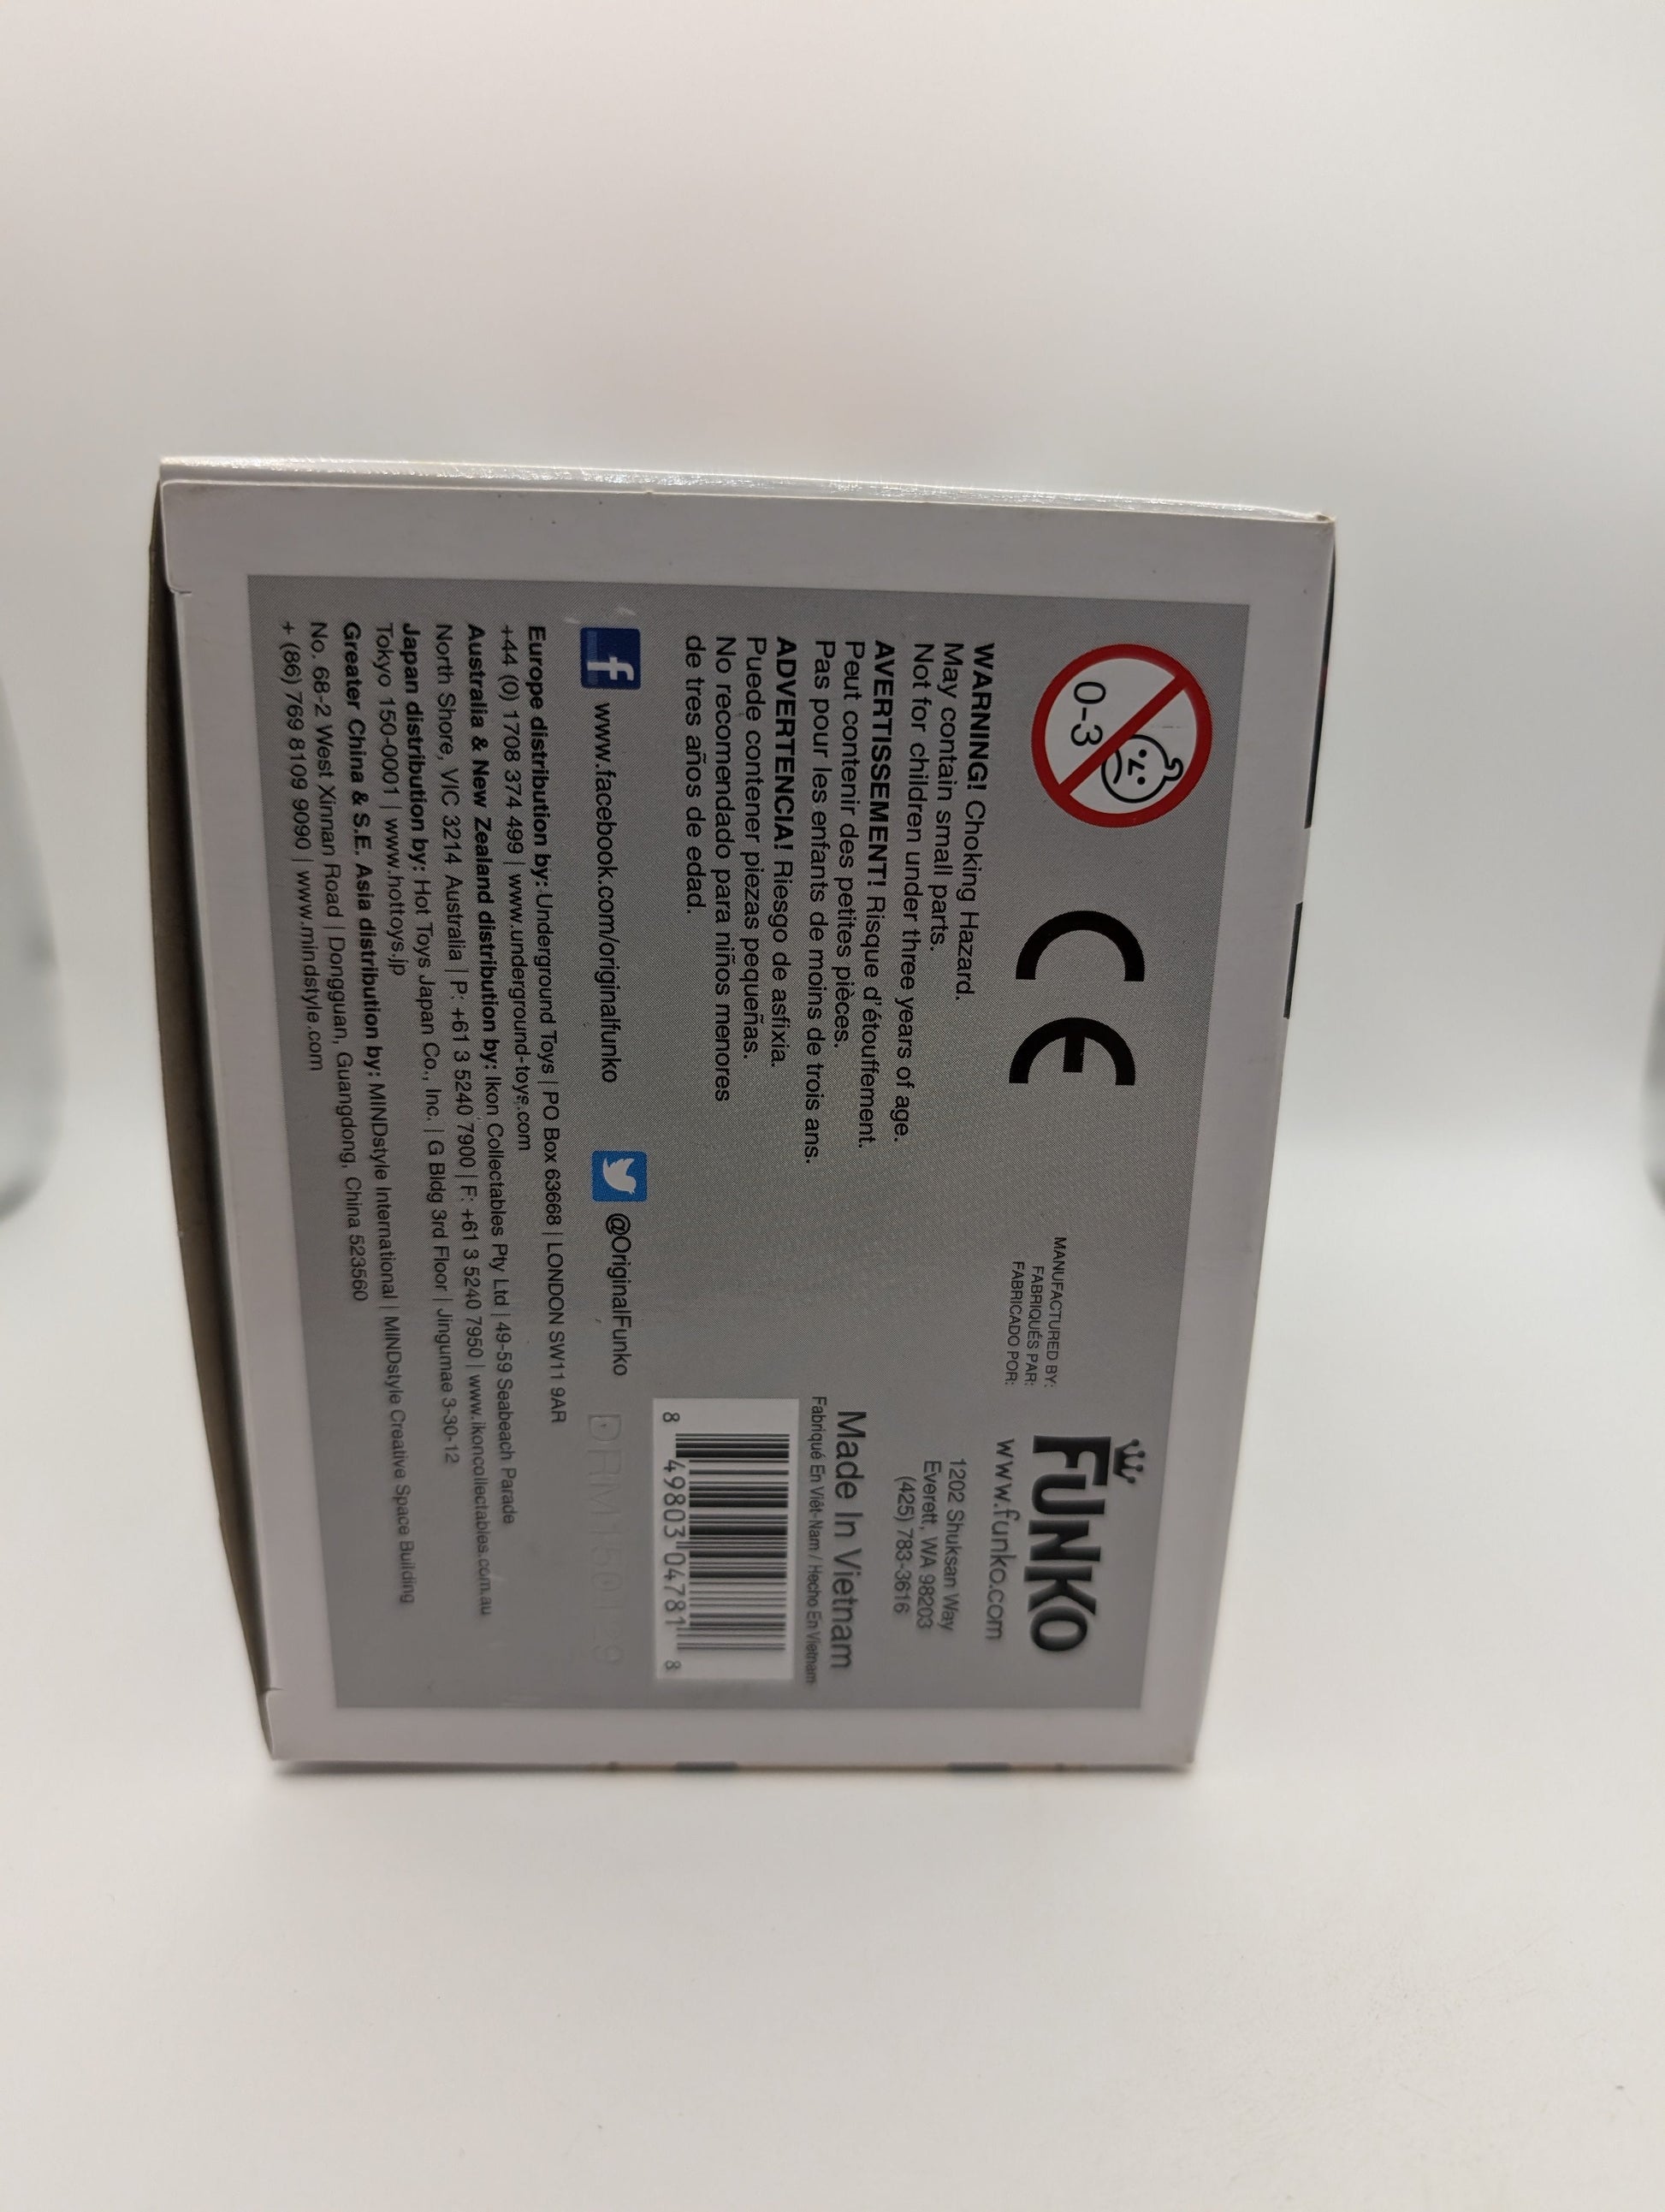 0-3
CE
MANUFACTURED BY:
FABRIQUÉS PAR:
FABRICADO POR:
FUNKO
www.funko.com
1202 Shuksan Way
Everett, WA 98203
(425) 783-3616
WARNING! Choking Hazard.
May contain small parts.
Not for children under three years of age.
AVERTISSEMENT! Risque d'étouffement.
Peut contenir des petites pièces.
Pas pour les enfants de moins de trois ans.
ADVERTENCIA! Riesgo de asfixia.
Puede contener piezas pequeñas.
No recomendado para niños menores
de tres años de edad.
Made In Vietnam
Fabriqué En Viêt-Nam / Hecho En Vietnam
8 49803 04781 8
www.facebook.com/originalfunko
@OriginalFunko
Europe distribution by: Underground Toys | PO Box 63668 | LONDON SW11 9AR
+44 (0) 1708 374 499 | www.underground-toys.com
Australia & New Zealand distribution by: Ikon Collectables Pty Ltd | 49-59 Seabeach Parade
North Shore, VIC 3214 Australia | P: +61 3 5240 7900 | F: +61 3 5240 7950 | www.ikoncollectables.com.au
Japan distribution by: Hot Toys Japan Co., Inc. | G Bldg 3rd Floor | Jingumae 3-30-12
Tokyo 150-0001 | www.hottoys.jp
Greater China & S.E. Asia distribution by: MINDstyle International | MINDstyle Creative Space Building
No. 68-2 West Xinnan Road | Dongguan, Guangdong, China 523560
+ (86) 769 8109 9090 | www.mindstyle.com